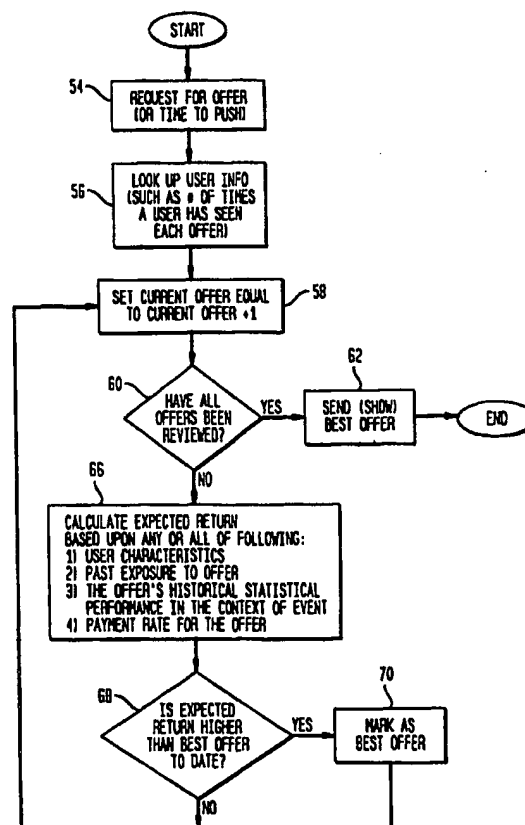 START
54
REQUEST FOR OFFER
(OR TIME TO PUSH)
56
LOOK UP USER INFO
(SUCH AS # OF TIMES
A USER HAS SEEN
EACH OFFER)
SET CURRENT OFFER EQUAL
TO CURRENT OFFER +1
58
60
HAVE ALL
OFFERS BEEN
REVIEWED?
YES
62
SEND (SHOW)
BEST OFFER
END
NO
66
CALCULATE EXPECTED RETURN
BASED UPON ANY OR ALL OF FOLLOWING:
1) USER CHARACTERISTICS
2) PAST EXPOSURE TO OFFER
3) THE OFFER'S HISTORICAL STATISTICAL
PERFORMANCE IN THE CONTEXT OF EVENT
4) PAYMENT RATE FOR THE OFFER
68
IS EXPECTED
RETURN HIGHER
THAN BEST OFFER
TO DATE?
YES
70
MARK AS
BEST OFFER
NO